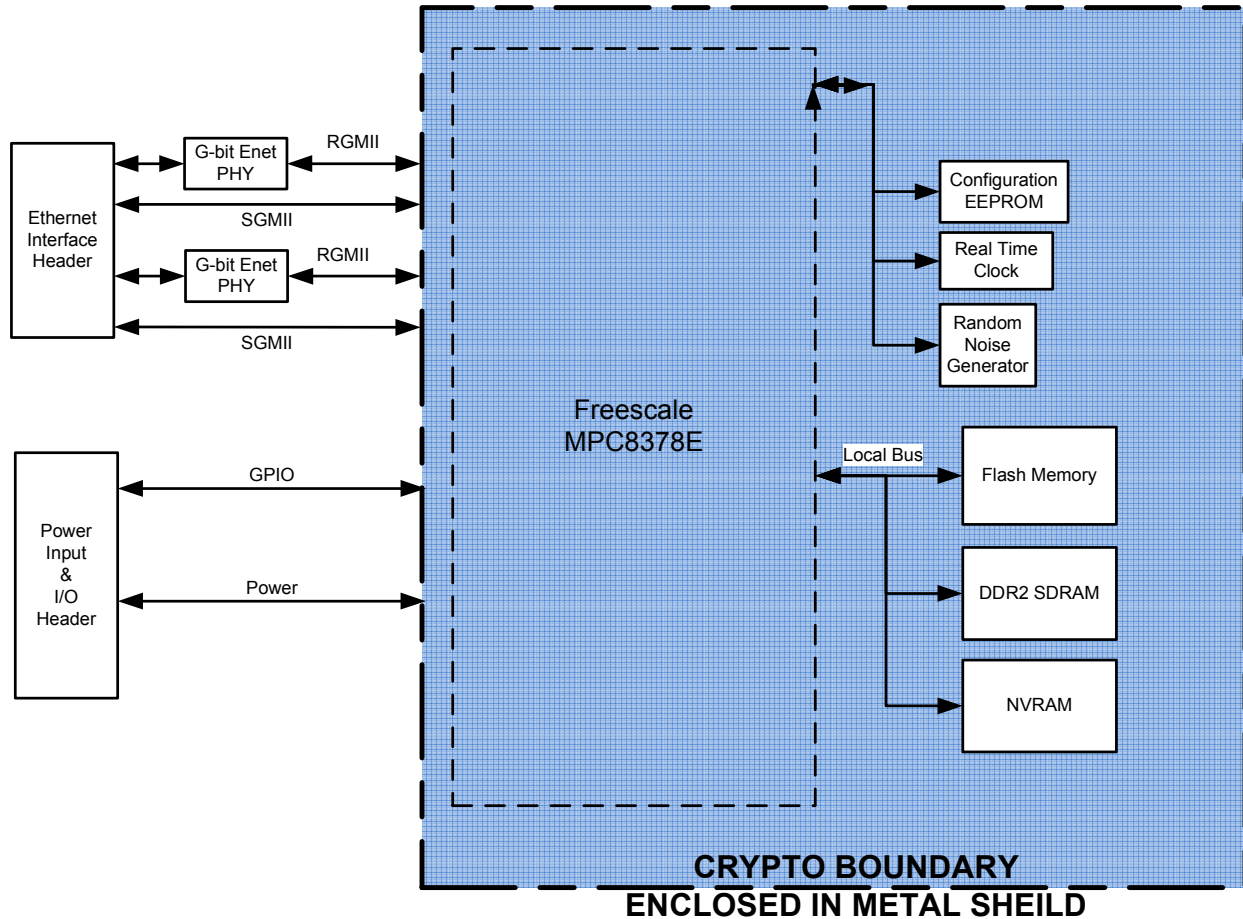 Ethernet
Interface
Header
G-bit Enet
PHY
RGMII
SGMII
G-bit Enet
PHY
RGMII
SGMII
Power
Input
&
I/O
Header
GPIO
Power
Freescale
MPC8378E
Configuration
EEPROM
Real Time
Clock
Random
Noise
Generator
Local Bus
Flash Memory
DDR2 SDRAM
NVRAM
CRYPTO BOUNDARY
ENCLOSED IN METAL SHEILD